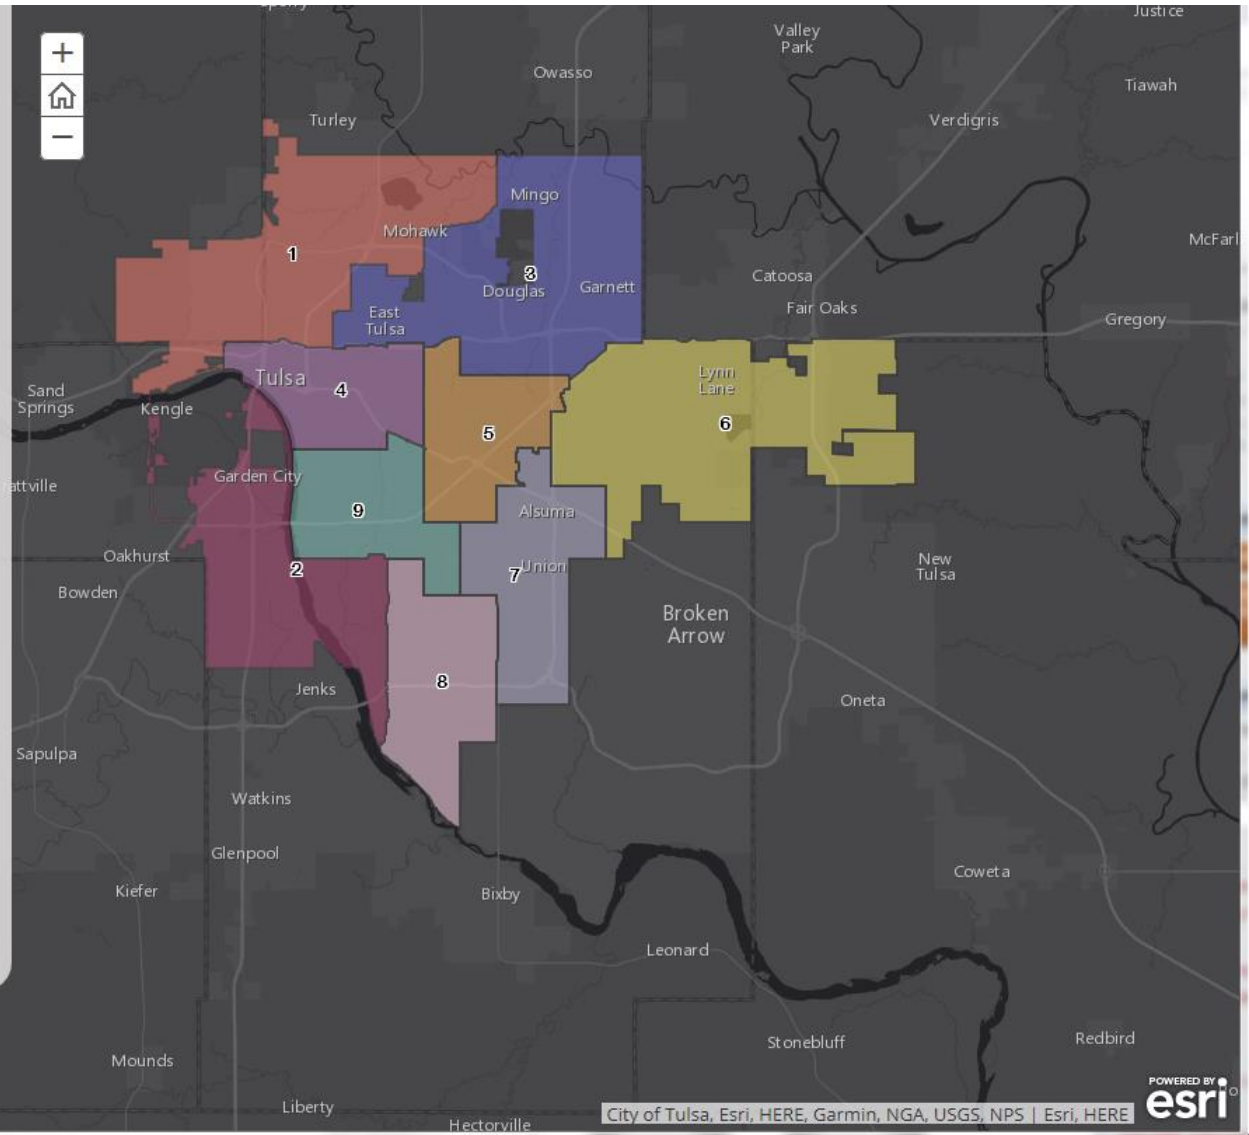 Justice
Valley
Park
+
Owasso
Tiawah
Turley
Verdigris
−
Mingo
Mohawk
McFarl
1
3
Catoosa
Douglas
Garnett
Fair Oaks
East
Tulsa
Gregory
Lynn
Lane
Tulsa
4
Sand
Springs
Kengle
6
5
Garden City
attville
9
Alsuma
Oakhurst
2
7
Union
New
Tulsa
Bowden
Broken
Arrow
8
Jenks
Oneta
Sapulpa
Watkins
Glenpool
Coweta
Kiefer
Bixby
Leonard
Stonebluff
Redbird
Mounds
Liberty
Hectorville
POWERED BY
esri
City of Tulsa, Esri, HERE, Garmin, NGA, USGS, NPS | Esri, HERE